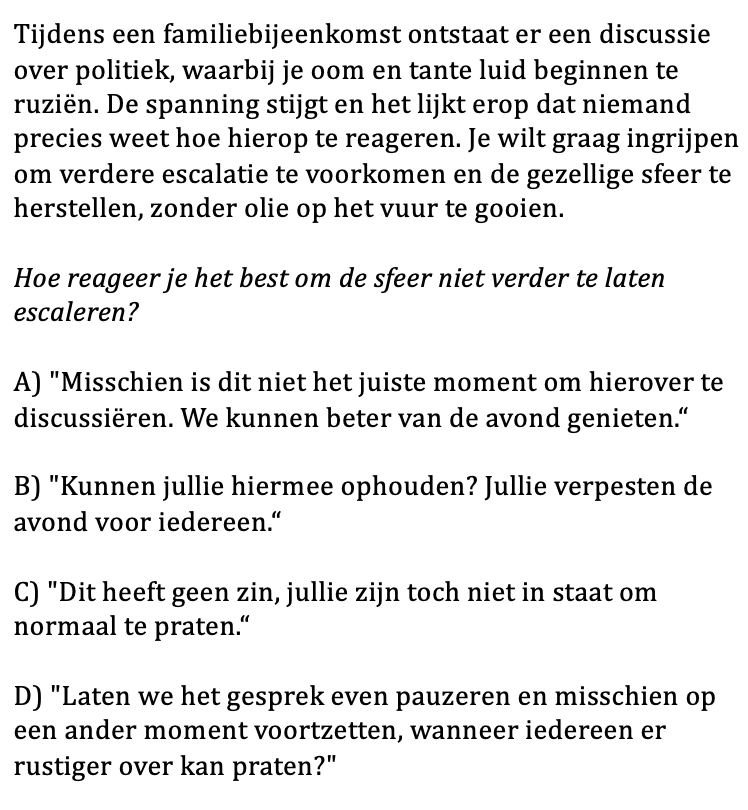 Tijdens een familiebijeenkomst ontstaat er een discussie
over politiek, waarbij je oom en tante luid beginnen te
ruziën. De spanning stijgt en het lijkt erop dat niemand
precies weet hoe hierop te reageren. Je wilt graag ingrijpen
om verdere escalatie te voorkomen en de gezellige sfeer te
herstellen, zonder olie op het vuur te gooien.
Hoe reageer je het best om de sfeer niet verder te laten
escaleren?
A) "Misschien is dit niet het juiste moment om hierover te
discussiëren. We kunnen beter van de avond genieten.“
B) "Kunnen jullie hiermee ophouden? Jullie verpesten de
avond voor iedereen.“
C) "Dit heeft geen zin, jullie zijn toch niet in staat om
normaal te praten.“
D) "Laten we het gesprek even pauzeren en misschien op
een ander moment voortzetten, wanneer iedereen er
rustiger over kan praten?"